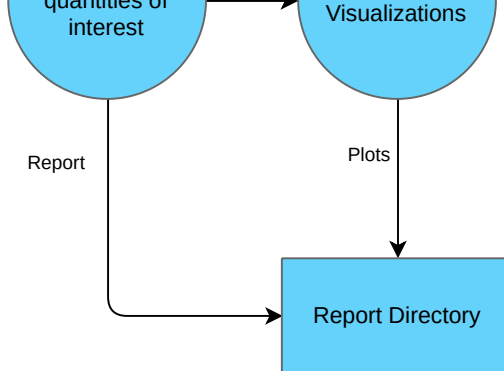 quantities of
interest
Visualizations
Report
Plots
Report Directory